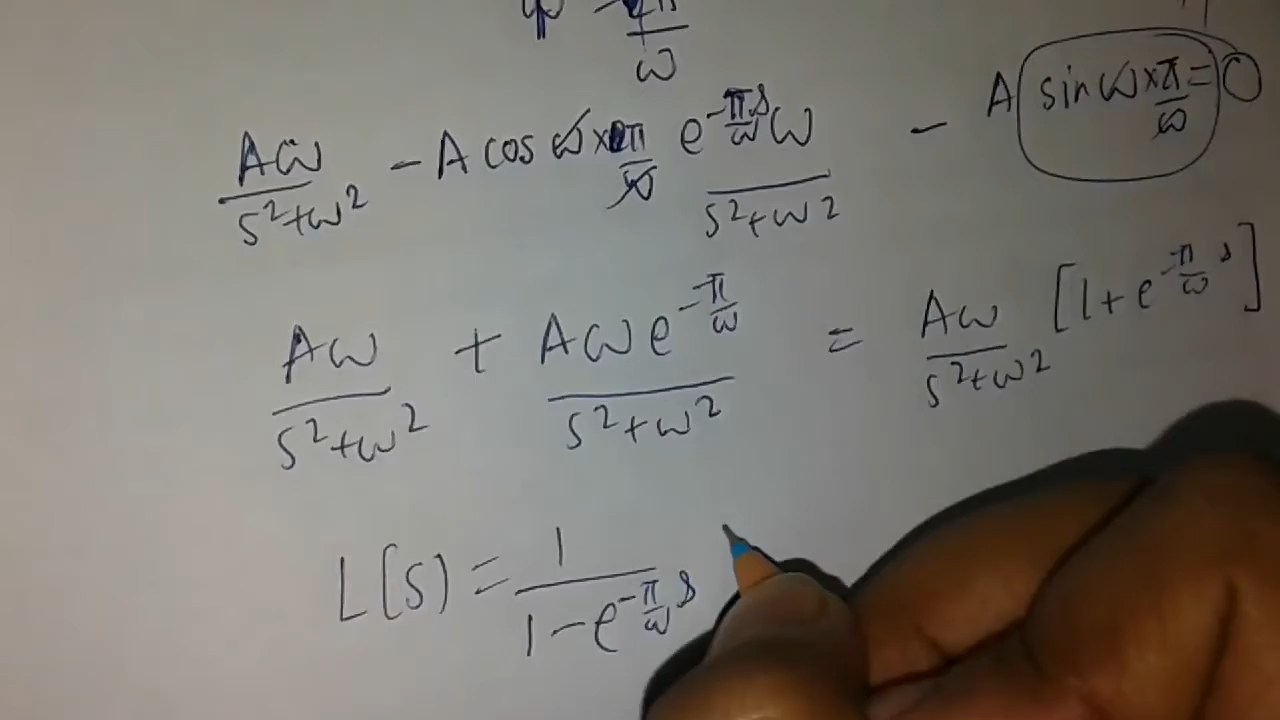 π/ω
Aω/s²+ω² - A cos ω×π/ω e^-π/ω s ω/s²+ω² - A sin ω×π/ω = 0
Aω/s²+ω² + Aωe^-π/ω/s²+ω² = Aω/s²+ω² [1+e^-π/ω s]
L(s) = 1/1-e^-π/ω s